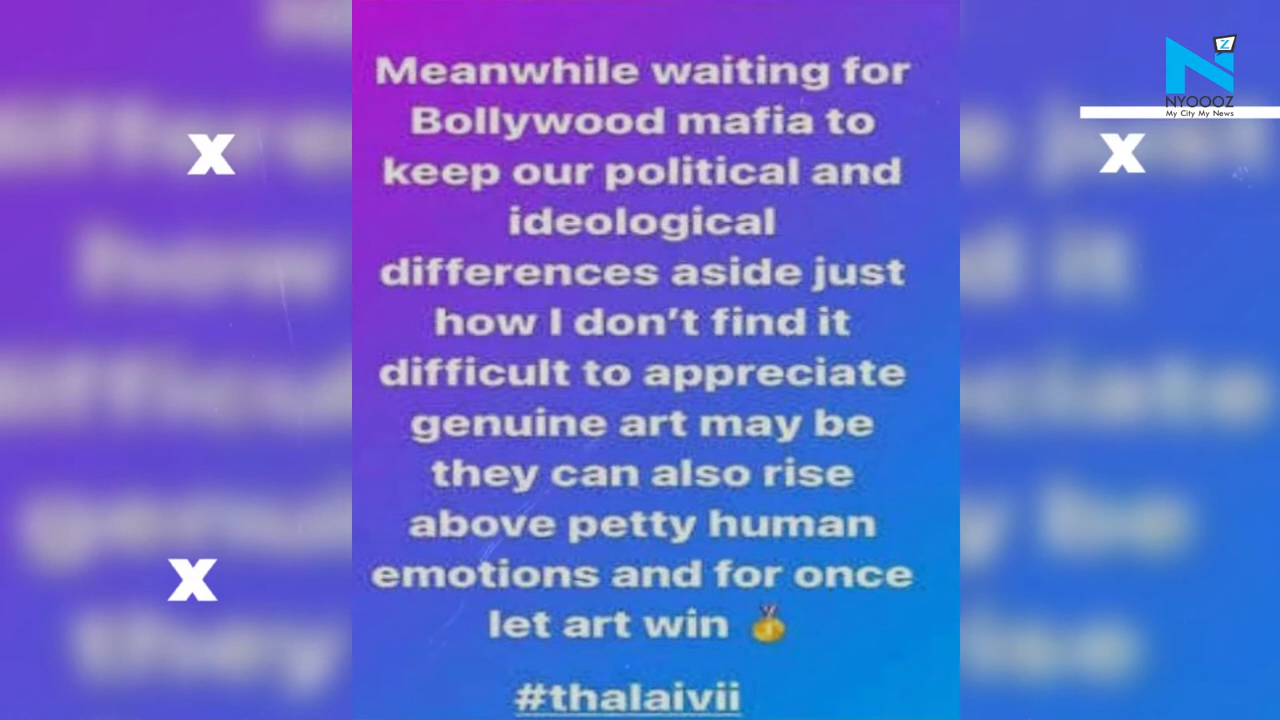 Meanwhile waiting for
Bollywood mafia to
keep our political and
ideological
differences aside just
how I don't find it
difficult to appreciate
genuine art may be
they can also rise
above petty human
emotions and for once
let art win 🏅
#thalaivii
X
X
X
N
Z
NYOOOZ
My City My News